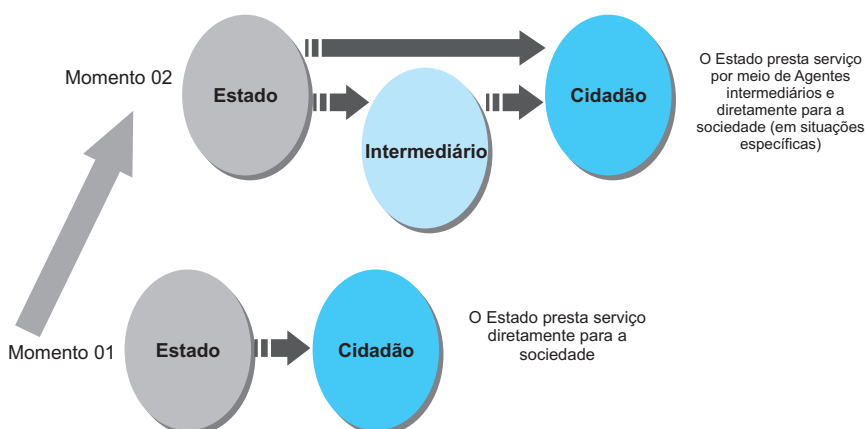 Momento 02
Estado
Intermediário
Cidadão
O Estado presta serviço
por meio de Agentes
intermediários e
diretamente para a
sociedade (em situações
específicas)
Momento 01
Estado
Cidadão
O Estado presta serviço
diretamente para a
sociedade